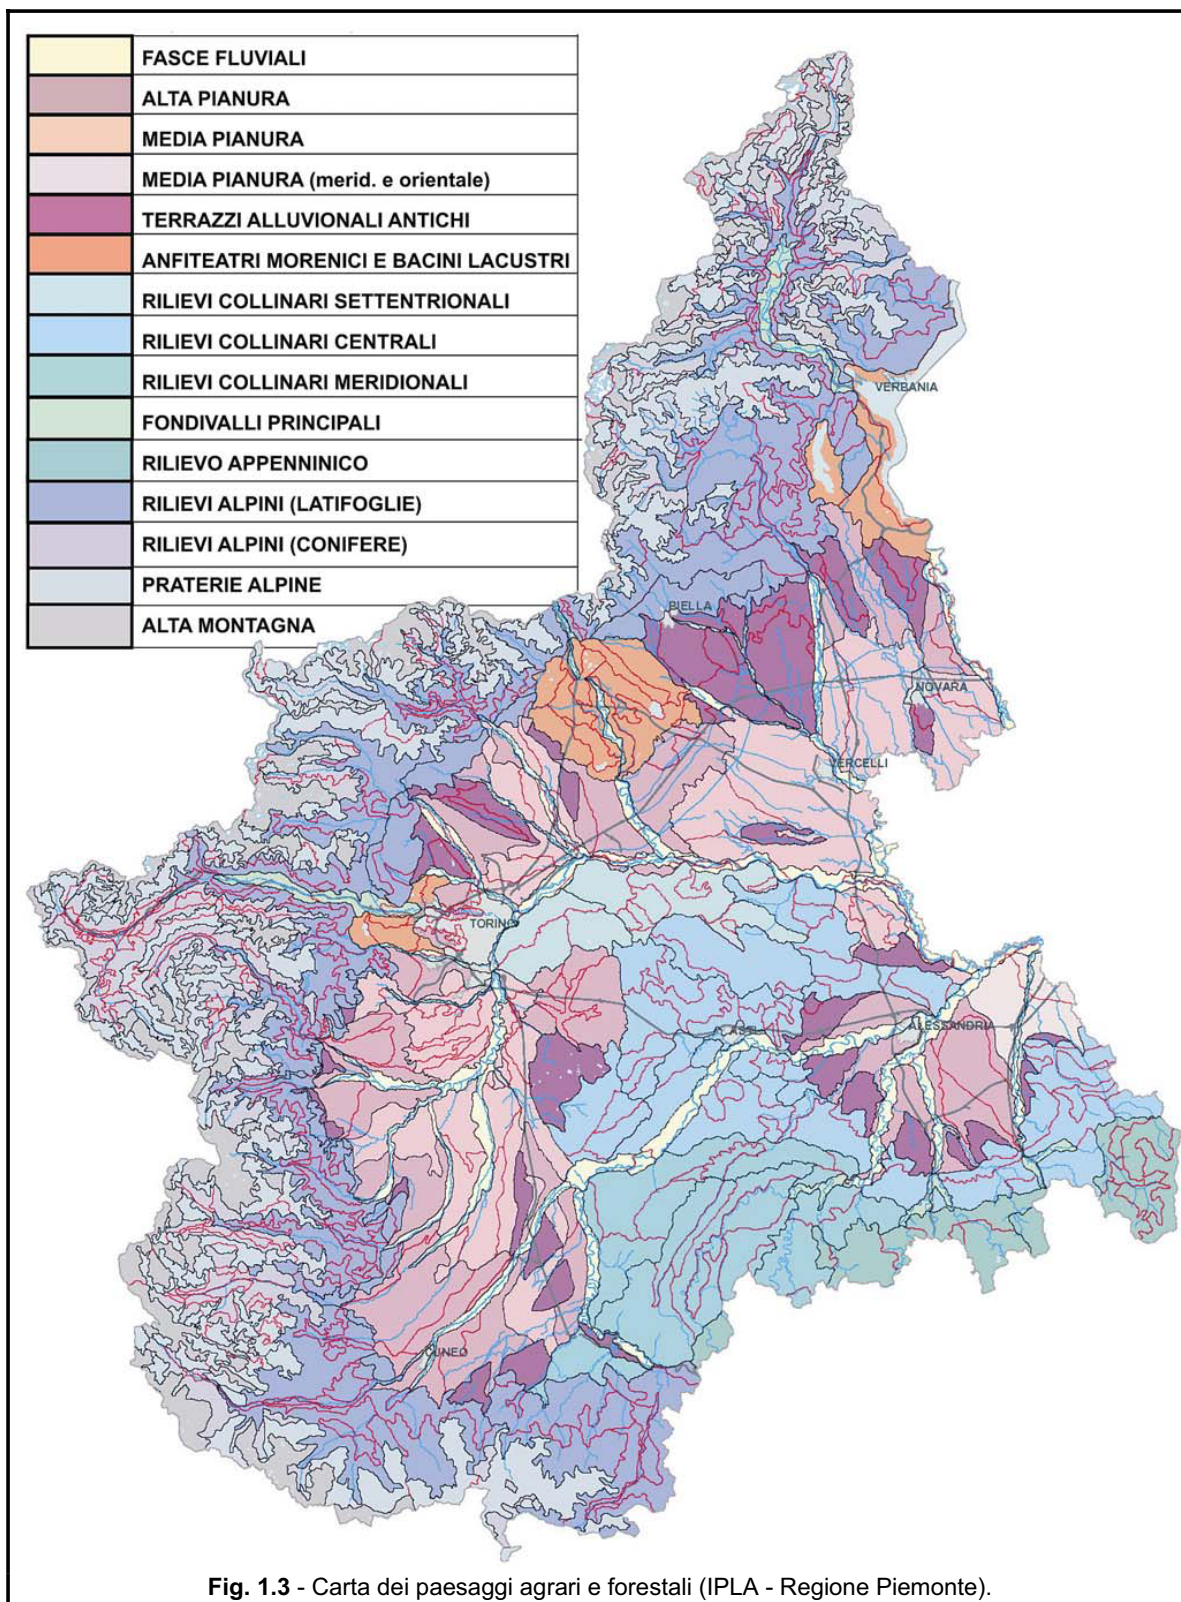 FASCE FLUVIALI
ALTA PIANURA
MEDIA PIANURA
MEDIA PIANURA (merid. e orientale)
TERRAZZI ALLUVIONALI ANTICHI
ANFITEATRI MORENICI E BACINI LACUSTRI
RILIEVI COLLINARI SETTENTRIONALI
RILIEVI COLLINARI CENTRALI
RILIEVI COLLINARI MERIDIONALI
FONDIVALLI PRINCIPALI
RILIEVO APPENNINICO
RILIEVI ALPINI (LATIFOGLIE)
RILIEVI ALPINI (CONIFERE)
PRATERIE ALPINE
ALTA MONTAGNA
VERBANIA
BIELLA
NOVARA
VERCELLI
TORINO
ASTI
ALESSANDRIA
CUNEO
Fig. 1.3 - Carta dei paesaggi agrari e forestali (IPLA - Regione Piemonte).